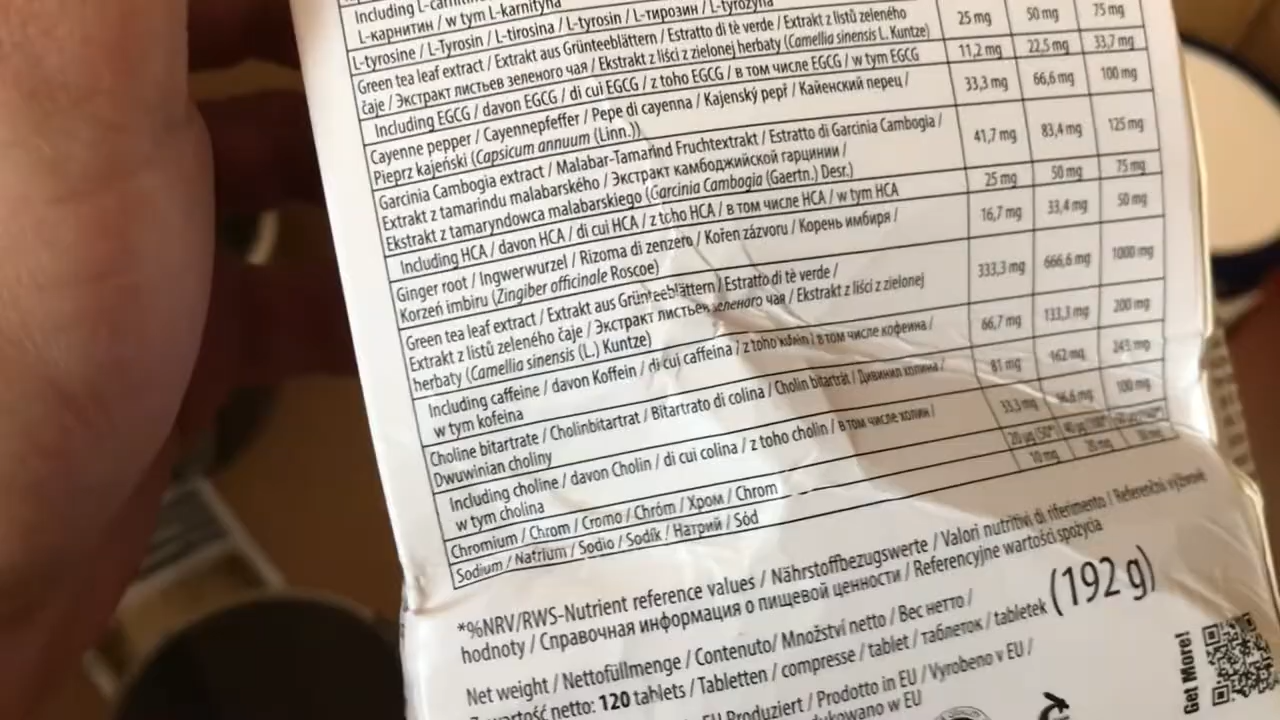 Including
L-карнитин / w tym L-karnityna
L-tyrosine / L-Tyrosin / L-tirosina / L-tyrosin / L-тирозин / L-tyrozyna
25 mg 50 mg 75 mg
Green tea leaf extract / Extrakt aus Grünteeblättern / Estratto di tè verde / Extrakt z listů zeleného
čaje / Экстракт листьев зеленого чая / Ekstrakt z liści z zielonej herbaty (Camellia sinensis L. Kuntze)
11,2 mg 22,5 mg 33,7 mg
Including EGCG / davon EGCG / di cui EGCG / z toho EGCG / в том числе EGCG / w tym EGCG
33,3 mg 66,6 mg 100 mg
Cayenne pepper / Cayennepfeffer / Pepe di cayenna / Kajenský pepř / Кайенский перец /
Pieprz kajeński (Capsicum annuum (Linn.))
41,7 mg 83,4 mg 125 mg
Garcinia Cambogia extract / Malabar-Tamarind Fruchtextrakt / Estratto di Garcinia Cambogia /
Extrakt z tamarindu malabarského / Экстракт камбоджийской гарцинии /
Ekstrakt z tamaryndowca malabarskiego (Garcinia Cambogia (Gaertn.) Desr.)
25 mg 50 mg 75 mg
Including HCA / davon HCA / di cui HCA / z tcho HCA / в том числе HCA / w tym HCA
16,7 mg 33,4 mg 50 mg
Ginger root / Ingwerwurzel / Rizoma di zenzero / Kořen zázvoru / Корень имбиря /
Korzeń imbiru (Zingiber officinale Roscoe)
333,3 mg 666,6 mg 1000 mg
Green tea leaf extract / Extrakt aus Grünteeblättern / Estratto di tè verde /
Extrakt z listů zeleného čaje / Экстракт листьев зеленого чая / Ekstrakt z liści z zielonej
herbaty (Camellia sinensis (L.) Kuntze)
66,7 mg 133,3 mg 200 mg
Including caffeine / davon Koffein / di cui caffeina / z toho kofein / в том числе кофеина /
w tym kofeina
81 mg 162 mg 243 mg
Choline bitartrate / Cholinbitartrat / Bitartrato di colina / Cholin bitartrát / Дивинил холина /
Dwuwinian choliny
33,3 mg 66,6 mg 100 mg
Including choline / davon Cholin / di cui colina / z toho cholin / в том числе холин /
w tym cholina
Chromium / Chrom / Cromo / Chróm / Хром / Chrom
10 mg 20 mg
Sodium / Natrium / Sodio / Sodík / Натрий / Sód
*%NRV/RWS-Nutrient reference values / Nährstoffbezugswerte / Valori nutritivi di riferimento / Referenční výživové
hodnoty / Справочная информация о пищевой ценности / Referencyjne wartości spożycia
Net weight / Nettofüllmenge / Contenuto/ Množství netto / Вес нетто /
netto: 120 tablets / Tabletten / compresse / tablet / таблеток / tabletek (192 g)
EU Produziert / Prodotto in EU / Vyrobeno v EU /
w EU
Get More!